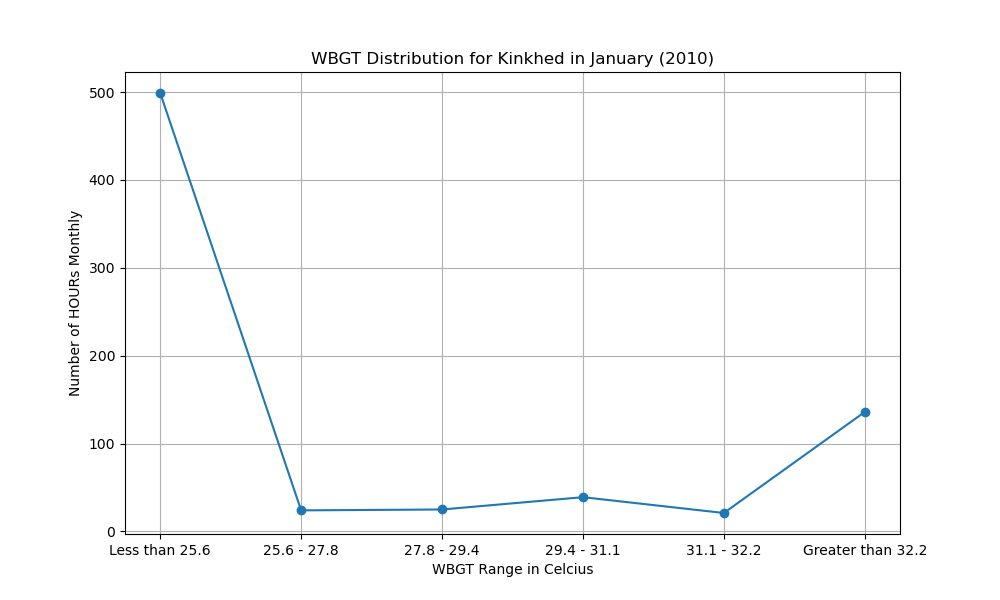 WBGT Distribution for Kinkhed in January (2010)
Number of HOURs Monthly
500
400
300
200
100
0
Less than 25.6
25.6 - 27.8
27.8 - 29.4
29.4 - 31.1
31.1 - 32.2
Greater than 32.2
WBGT Range in Celcius